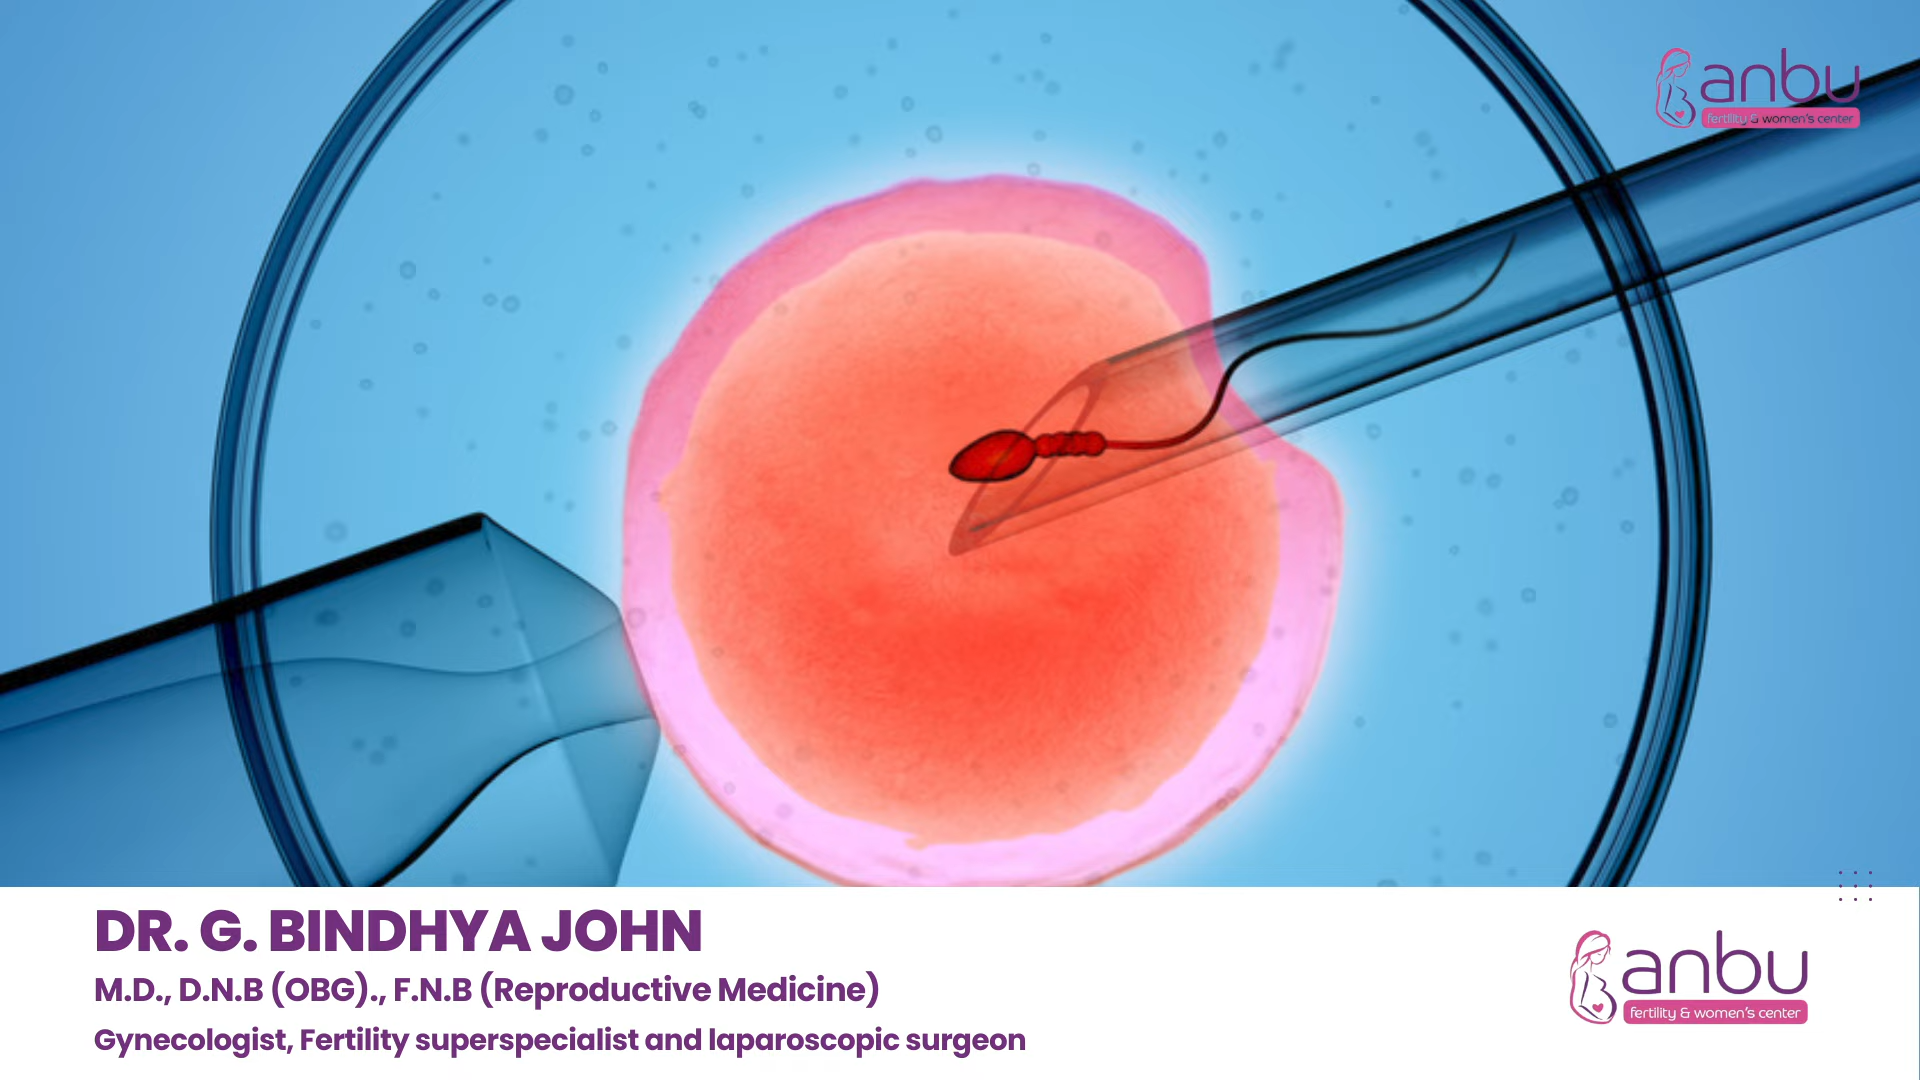 anbu
fertility & women's center
DR. G. BINDHYA JOHN
M.D., D.N.B (OBG)., F.N.B (Reproductive Medicine)
Gynecologist, Fertility superspecialist and laparoscopic surgeon
anbu
fertility & women's center